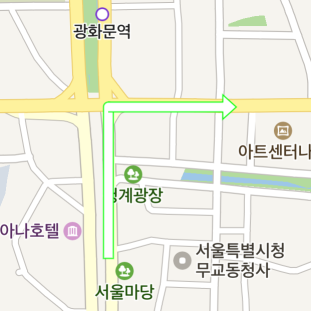 광화문역
아트센터나
청계광장
아나호텔
서울특별시청
무교동청사
서울마당